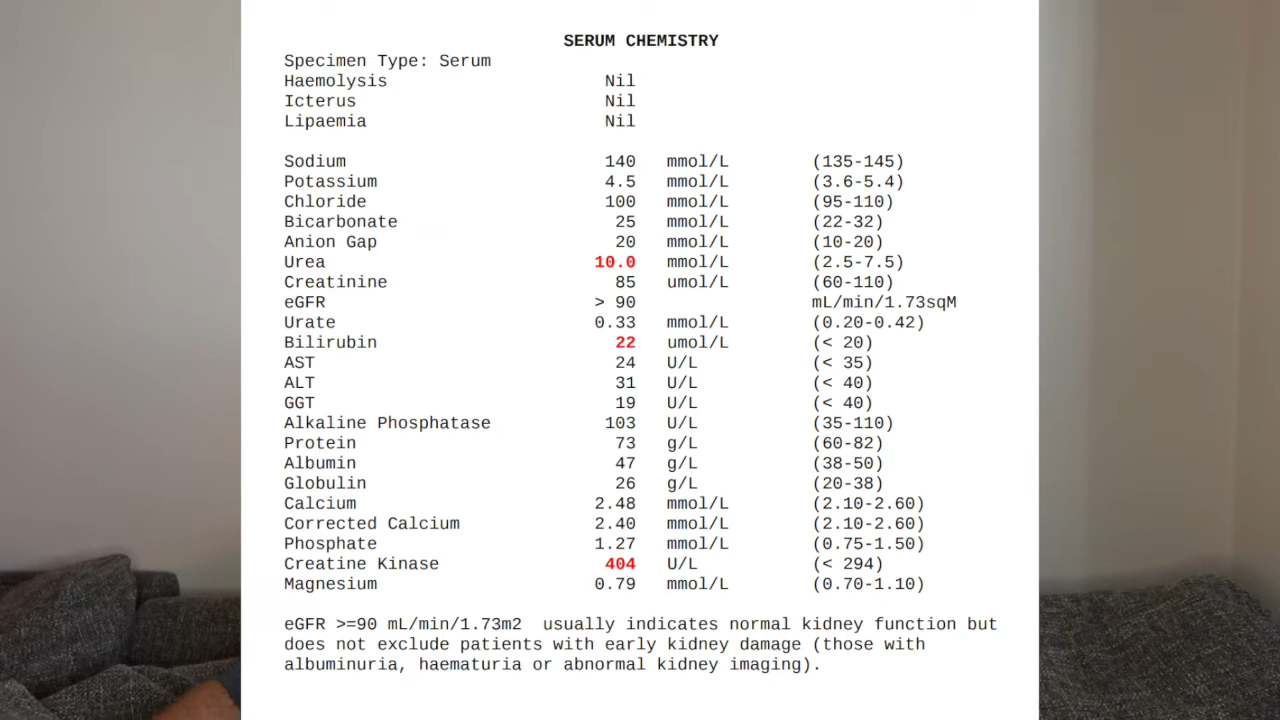 SERUM CHEMISTRY
Specimen Type: Serum
Haemolysis Nil
Icterus Nil
Lipaemia Nil
Sodium 140 mmol/L (135-145)
Potassium 4.5 mmol/L (3.6-5.4)
Chloride 100 mmol/L (95-110)
Bicarbonate 25 mmol/L (22-32)
Anion Gap 20 mmol/L (10-20)
Urea 10.0 mmol/L (2.5-7.5)
Creatinine 85 umol/L (60-110)
eGFR > 90 mL/min/1.73sqM
Urate 0.33 mmol/L (0.20-0.42)
Bilirubin 22 umol/L (< 20)
AST 24 U/L (< 35)
ALT 31 U/L (< 40)
GGT 19 U/L (< 40)
Alkaline Phosphatase 103 U/L (35-110)
Protein 73 g/L (60-82)
Albumin 47 g/L (38-50)
Globulin 26 g/L (20-38)
Calcium 2.48 mmol/L (2.10-2.60)
Corrected Calcium 2.40 mmol/L (2.10-2.60)
Phosphate 1.27 mmol/L (0.75-1.50)
Creatine Kinase 404 U/L (< 294)
Magnesium 0.79 mmol/L (0.70-1.10)
eGFR >=90 mL/min/1.73m2 usually indicates normal kidney function but
does not exclude patients with early kidney damage (those with
albuminuria, haematuria or abnormal kidney imaging).